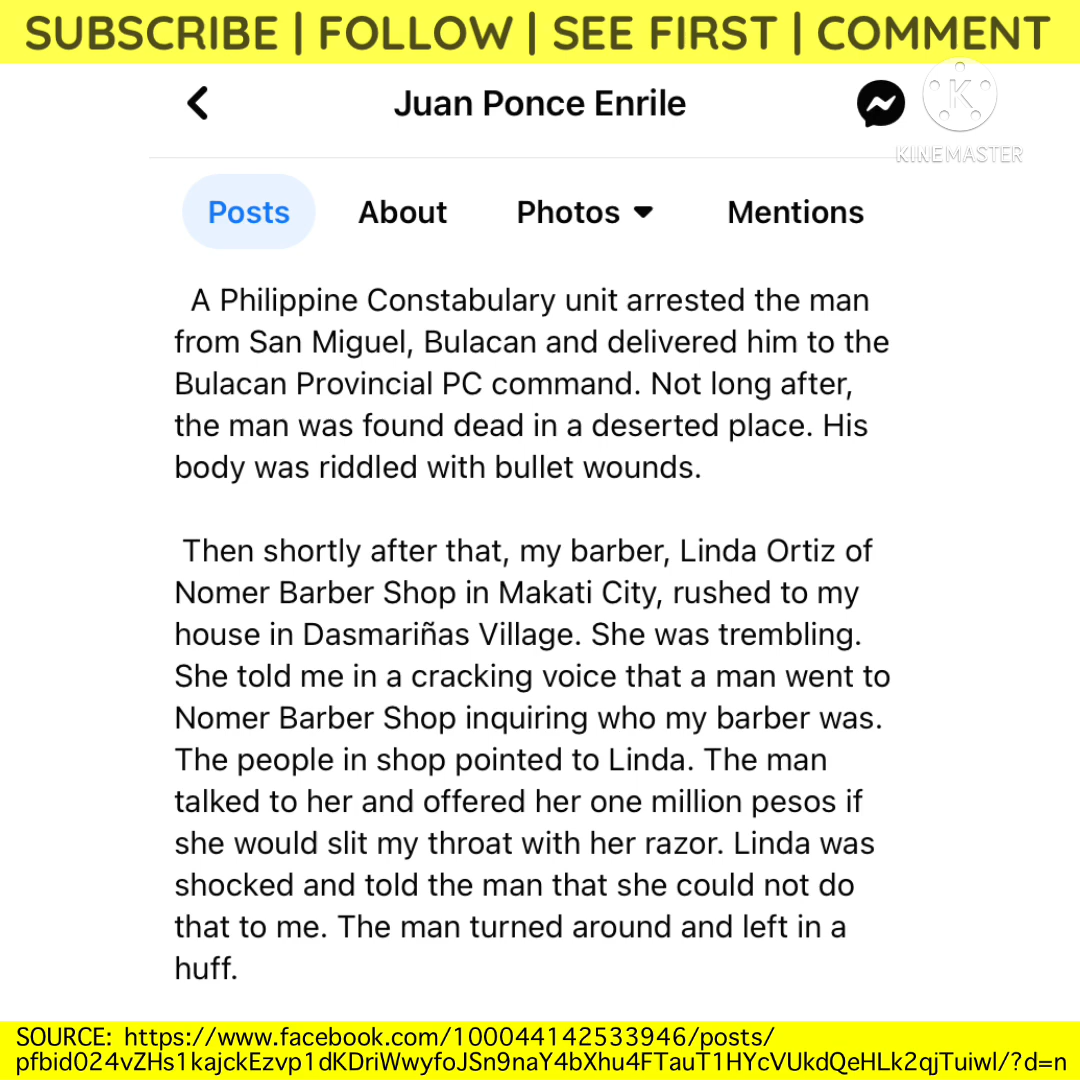 SUBSCRIBE | FOLLOW | SEE FIRST | COMMENT
Juan Ponce Enrile
K
KINEMASTER
Posts About Photos Mentions
A Philippine Constabulary unit arrested the man
from San Miguel, Bulacan and delivered him to the
Bulacan Provincial PC command. Not long after,
the man was found dead in a deserted place. His
body was riddled with bullet wounds.
Then shortly after that, my barber, Linda Ortiz of
Nomer Barber Shop in Makati City, rushed to my
house in Dasmariñas Village. She was trembling.
She told me in a cracking voice that a man went to
Nomer Barber Shop inquiring who my barber was.
The people in shop pointed to Linda. The man
talked to her and offered her one million pesos if
she would slit my throat with her razor. Linda was
shocked and told the man that she could not do
that to me. The man turned around and left in a
huff.
SOURCE: https://www.facebook.com/100044142533946/posts/
pfbid024vZHs1kajckEzvp1dKDriWwyfoJSn9naY4bXhu4FTauT1HYcVUkdQeHLk2qjTuiwl/?d=n